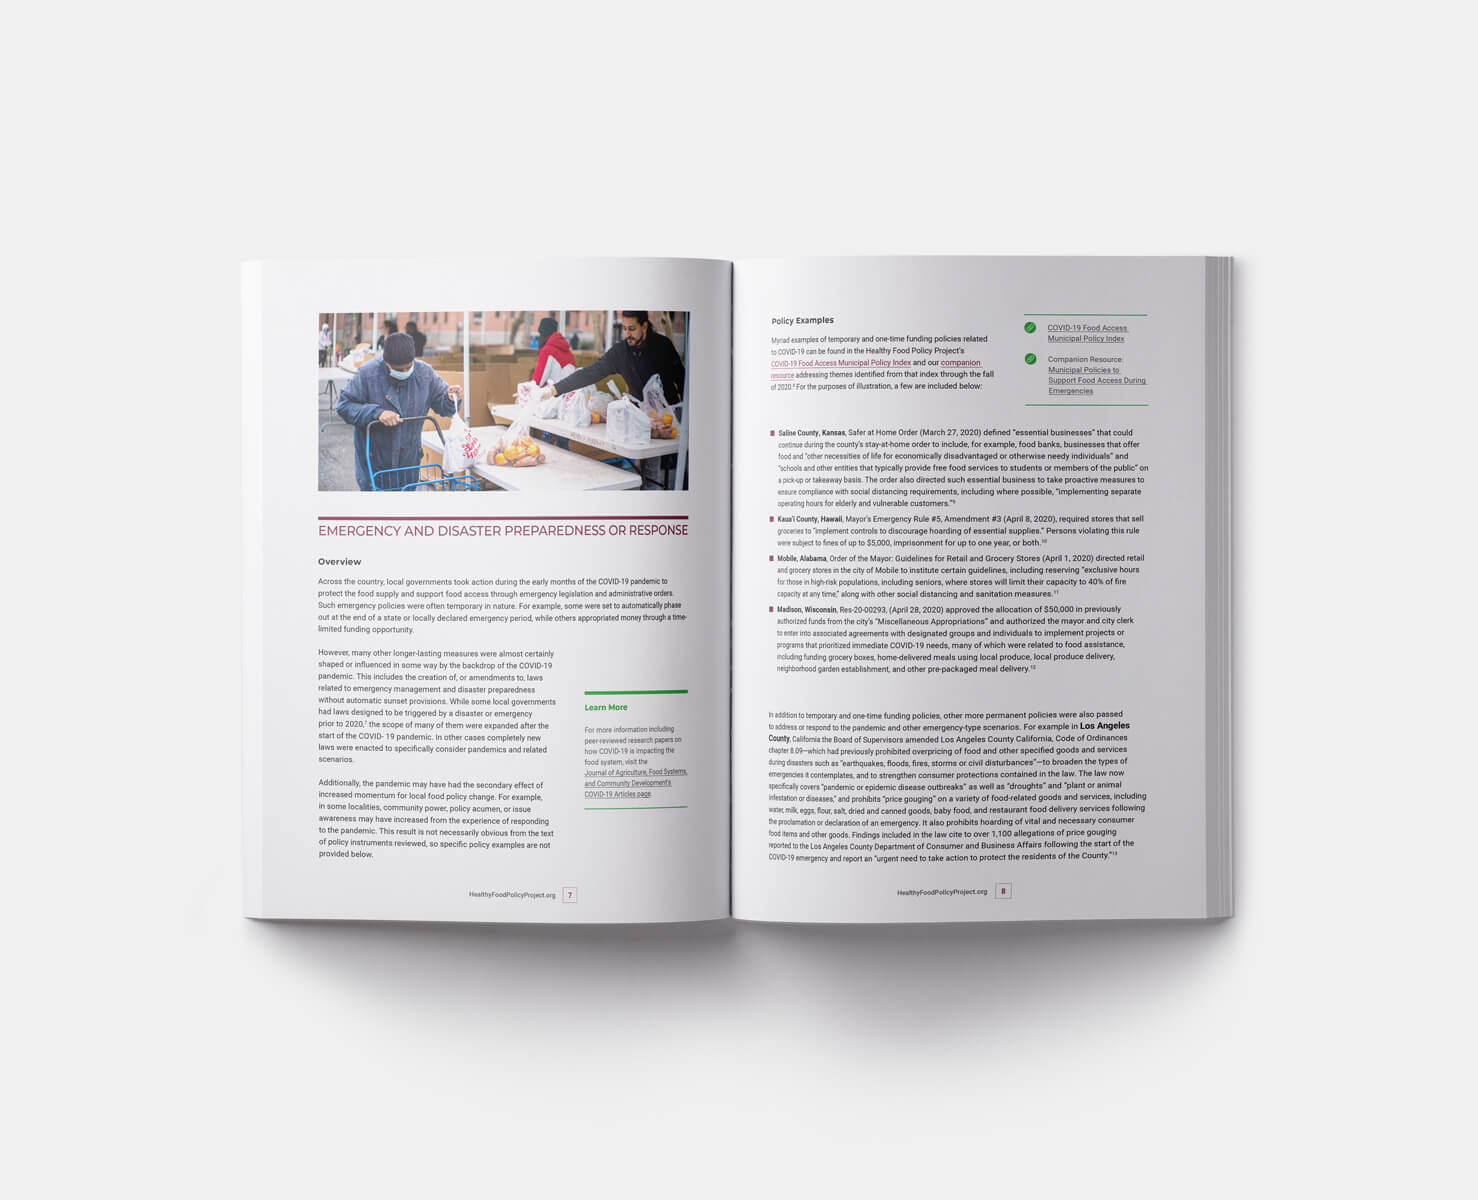 EMERGENCY AND DISASTER PREPAREDNESS OR RESPONSE
Overview
Across the country, local governments took action during the early months of the COVID-19 pandemic to
protect the food supply and support food access through emergency legislation and administrative orders.
Such emergency policies were often temporary in nature. For example, some were set to automatically phase
out at the end of a state or locally declared emergency period, while others appropriated money through a time-
limited funding opportunity.
However, many other longer-lasting measures were almost certainly
shaped or influenced in some way by the backdrop of the COVID-19
pandemic. This includes the creation of, or amendments to, laws
related to emergency management and disaster preparedness
without automatic sunset provisions. While some local governments
had laws designed to be triggered by a disaster or emergency
prior to 2020,⁷ the scope of many of them were expanded after the
start of the COVID- 19 pandemic. In other cases completely new
laws were enacted to specifically consider pandemics and related
scenarios.
Additionally, the pandemic may have had the secondary effect of
increased momentum for local food policy change. For example,
in some localities, community power, policy acumen, or issue
awareness may have increased from the experience of responding
to the pandemic. This result is not necessarily obvious from the text
of policy instruments reviewed, so specific policy examples are not
provided below.
Learn More
For more information including
peer-reviewed research papers on
how COVID-19 is impacting the
food system, visit the
Journal of Agriculture, Food Systems,
and Community Development's
COVID-19 Articles page.
HealthyFoodPolicyProject.org 7
Policy Examples
Myriad examples of temporary and one-time funding policies related
to COVID-19 can be found in the Healthy Food Policy Project's
COVID-19 Food Access Municipal Policy Index and our companion
resource addressing themes identified from that index through the fall
of 2020.⁸ For the purposes of illustration, a few are included below:
COVID-19 Food Access
Municipal Policy Index
Companion Resource:
Municipal Policies to
Support Food Access During
Emergencies
Saline County, Kansas, Safer at Home Order (March 27, 2020) defined "essential businesses" that could
continue during the county's stay-at-home order to include, for example, food banks, businesses that offer
food and "other necessities of life for economically disadvantaged or otherwise needy individuals" and
"schools and other entities that typically provide free food services to students or members of the public" on
a pick-up or takeaway basis. The order also directed such essential business to take proactive measures to
ensure compliance with social distancing requirements, including where possible, "implementing separate
operating hours for elderly and vulnerable customers."⁹
Kaua'i County, Hawaii, Mayor's Emergency Rule #5, Amendment #3 (April 8, 2020), required stores that sell
groceries to "implement controls to discourage hoarding of essential supplies." Persons violating this rule
were subject to fines of up to $5,000, imprisonment for up to one year, or both.¹⁰
Mobile, Alabama, Order of the Mayor: Guidelines for Retail and Grocery Stores (April 1, 2020) directed retail
and grocery stores in the city of Mobile to institute certain guidelines, including reserving "exclusive hours
for those in high-risk populations, including seniors, where stores will limit their capacity to 40% of fire
capacity at any time," along with other social distancing and sanitation measures.¹¹
Madison, Wisconsin, Res-20-00293, (April 28, 2020) approved the allocation of $50,000 in previously
authorized funds from the city's "Miscellaneous Appropriations" and authorized the mayor and city clerk
to enter into associated agreements with designated groups and individuals to implement projects or
programs that prioritized immediate COVID-19 needs, many of which were related to food assistance,
including funding grocery boxes, home-delivered meals using local produce, local produce delivery,
neighborhood garden establishment, and other pre-packaged meal delivery.¹²
In addition to temporary and one-time funding policies, other more permanent policies were also passed
to address or respond to the pandemic and other emergency-type scenarios. For example in Los Angeles
County, California the Board of Supervisors amended Los Angeles County California, Code of Ordinances
chapter 8.09—which had previously prohibited overpricing of food and other specified goods and services
during disasters such as "earthquakes, floods, fires, storms or civil disturbances"—to broaden the types of
emergencies it contemplates, and to strengthen consumer protections contained in the law. The law now
specifically covers "pandemic or epidemic disease outbreaks" as well as "droughts" and "plant or animal
infestation or diseases," and prohibits "price gouging" on a variety of food-related goods and services, including
water, milk, eggs, flour, salt, dried and canned goods, baby food, and restaurant food delivery services following
the proclamation or declaration of an emergency. It also prohibits hoarding of vital and necessary consumer
food items and other goods. Findings included in the law cite to over 1,100 allegations of price gouging
reported to the Los Angeles County Department of Consumer and Business Affairs following the start of the
COVID-19 emergency and report an "urgent need to take action to protect the residents of the County."¹³
HealthyFoodPolicyProject.org 8